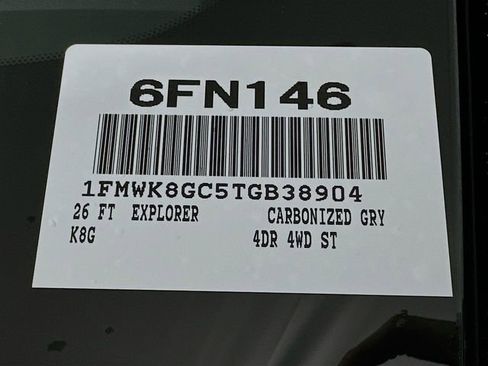 6FN146
1FMWK8GC5TGB38904
26 FT EXPLORER CARBONIZED GRY
K8G 4DR 4WD ST